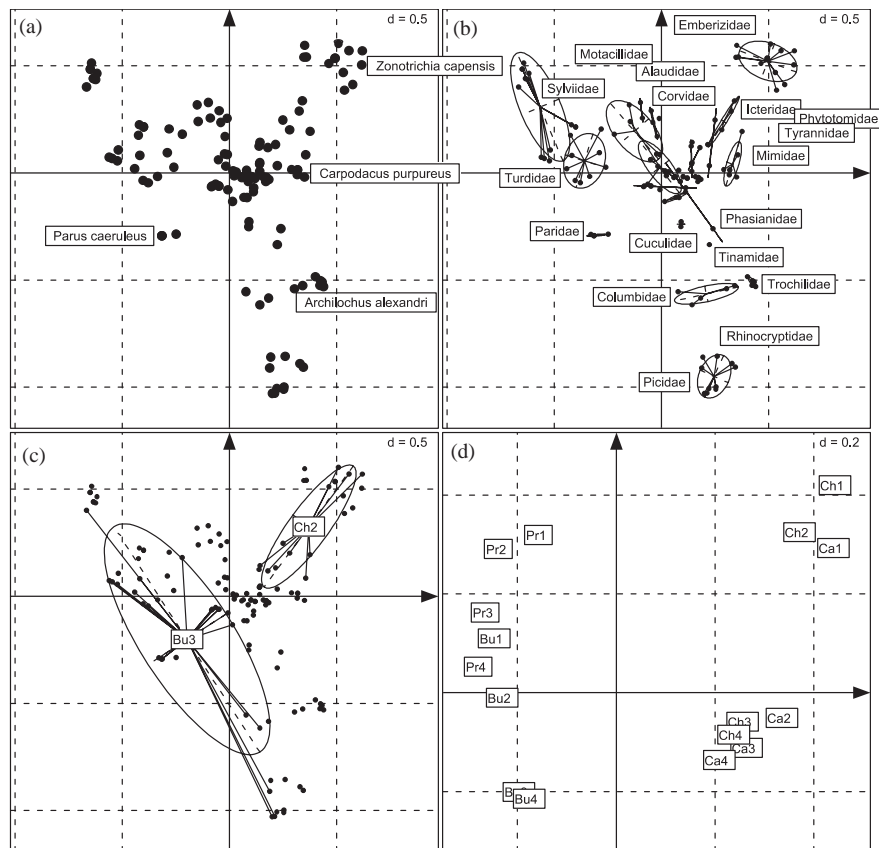 (a)
d = 0.5
Zonotrichia capensis
Carpodacus purpureus
Parus caeruleus
Archilochus alexandri
(b)
Emberizidae
d = 0.5
Motacillidae
Alaudidae
Sylviidae
Corvidae
Icteridae
Phytotomidae
Tyrannidae
Mimidae
Turdidae
Phasianidae
Paridae
Cuculidae
Tinamidae
Trochilidae
Columbidae
Rhinocryptidae
Picidae
(c)
d = 0.5
Ch2
Bu3
(d)
d = 0.2
Ch1
Ch2
Pr1
Pr2
Ca1
Pr3
Bu1
Pr4
Bu2
Ch3
Ca2
Ch4
Ca3
Ca4
Bu4